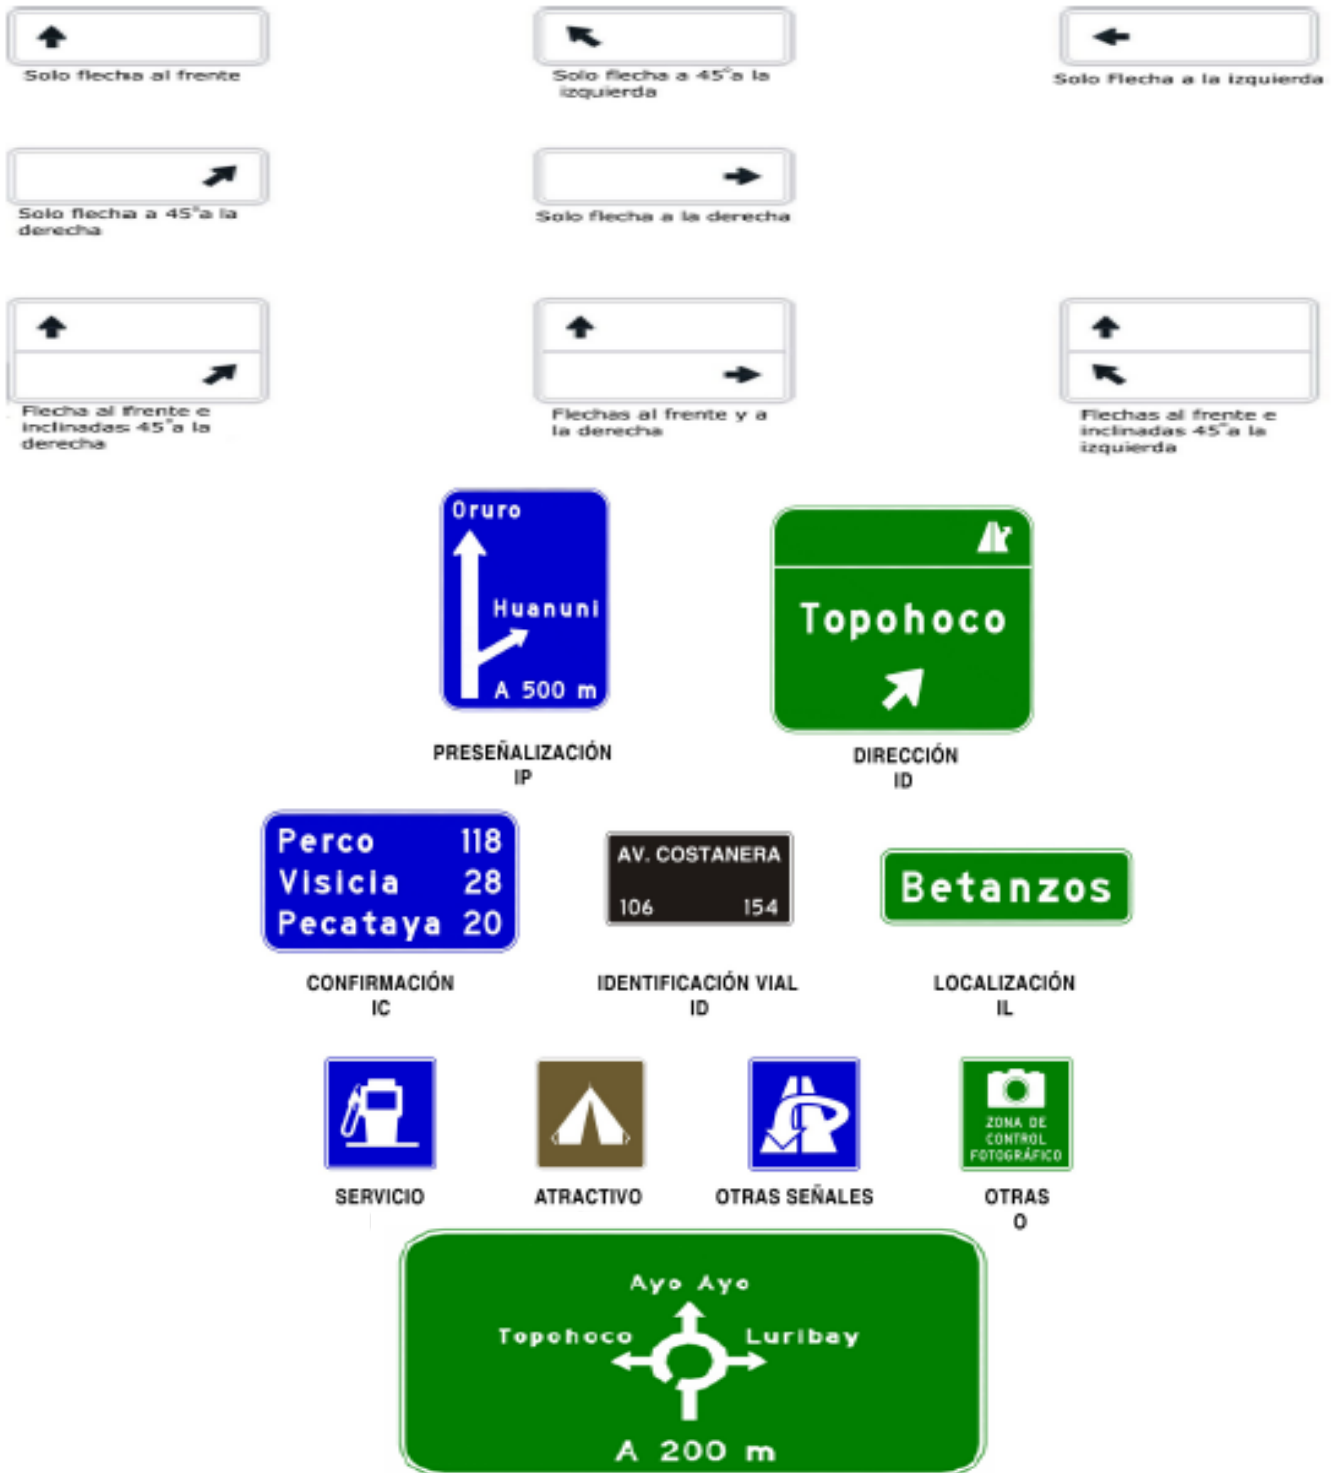 Solo flecha al frente
Solo flecha a 45°a la
izquierda
Solo Flecha a la izquierda
Solo flecha a 45°a la
derecha
Solo flecha a la derecha
Flecha al frente e
inclinadas 45°a la
derecha
Flechas al frente y a
la derecha
Flechas al frente e
inclinadas 45°a la
izquierda
Oruro
Huanuni
A 500 m
PRESEÑALIZACIÓN
IP
Topohoco
DIRECCIÓN
ID
Perco 118
Visicia 28
Pecataya 20
CONFIRMACIÓN
IC
AV. COSTANERA
106 154
IDENTIFICACIÓN VIAL
ID
Betanzos
LOCALIZACIÓN
IL
SERVICIO
ATRACTIVO
OTRAS SEÑALES
ZONA DE
CONTROL
FOTOGRÁFICO
OTRAS
O
Ayo Ayo
Topohoco Luribay
A 200 m